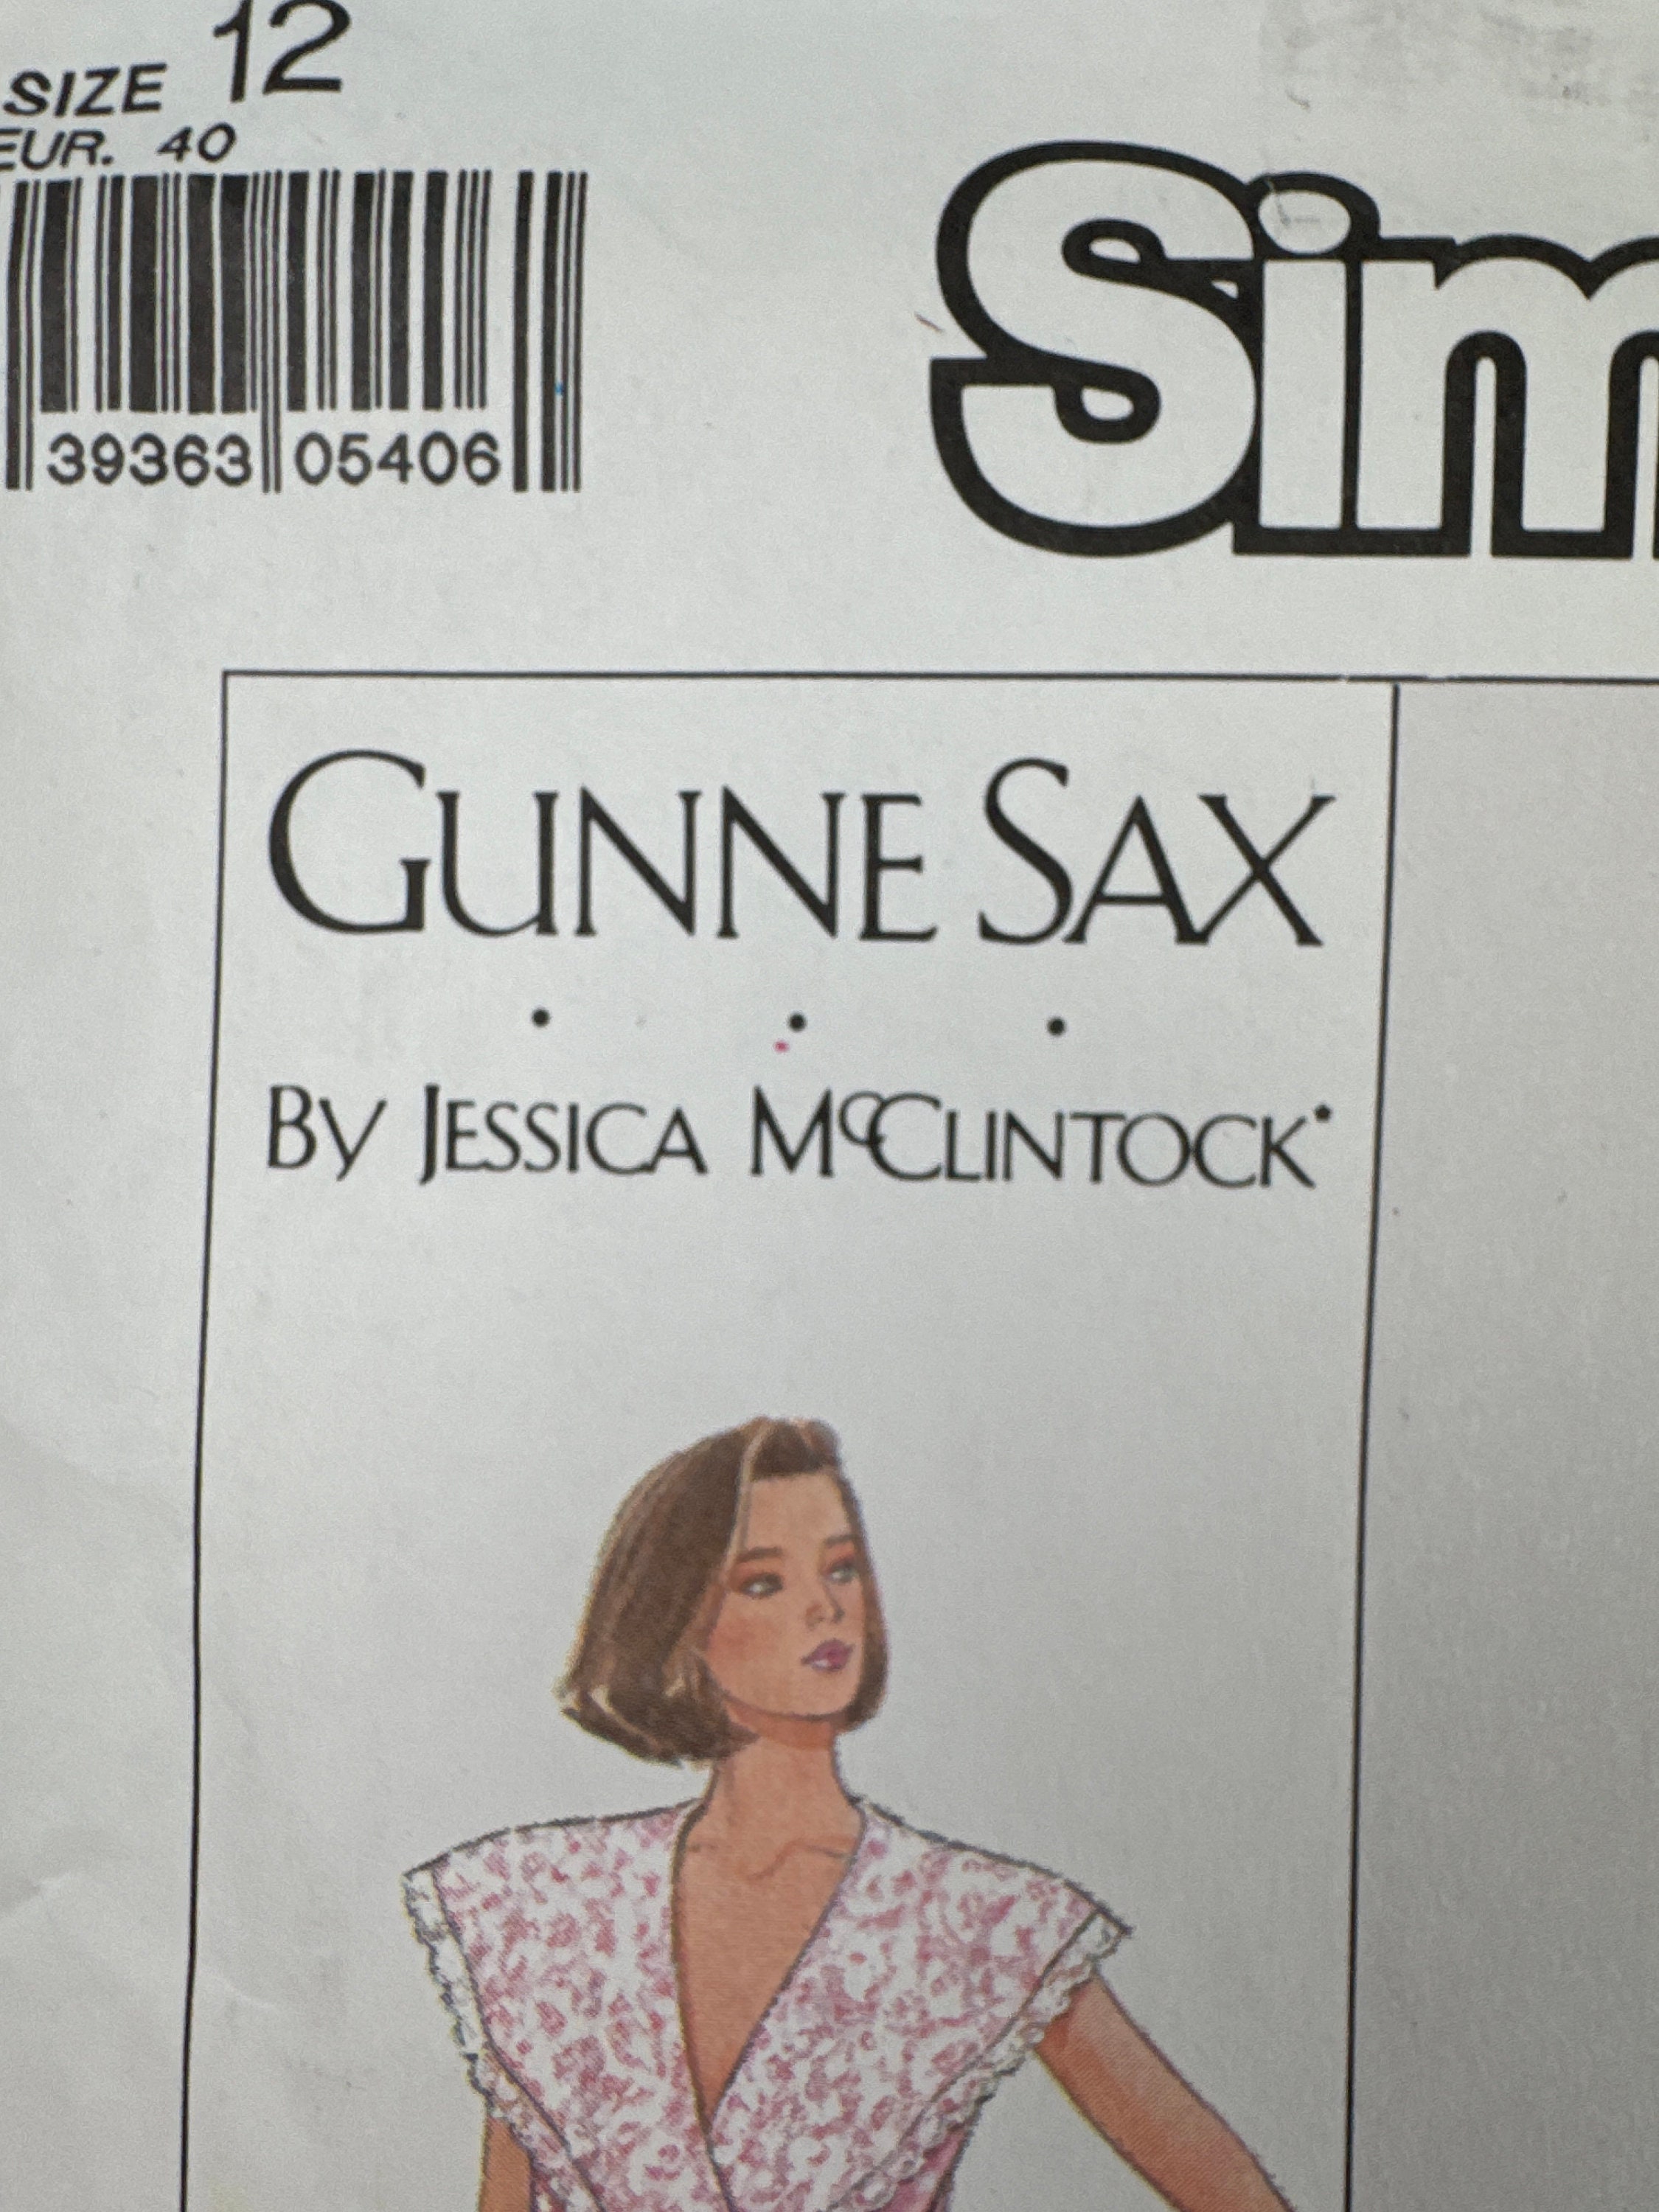 SIZE 12
EUR. 40
39363 05406
Sim
GUNNE SAX
BY JESSICA McCLINTOCK